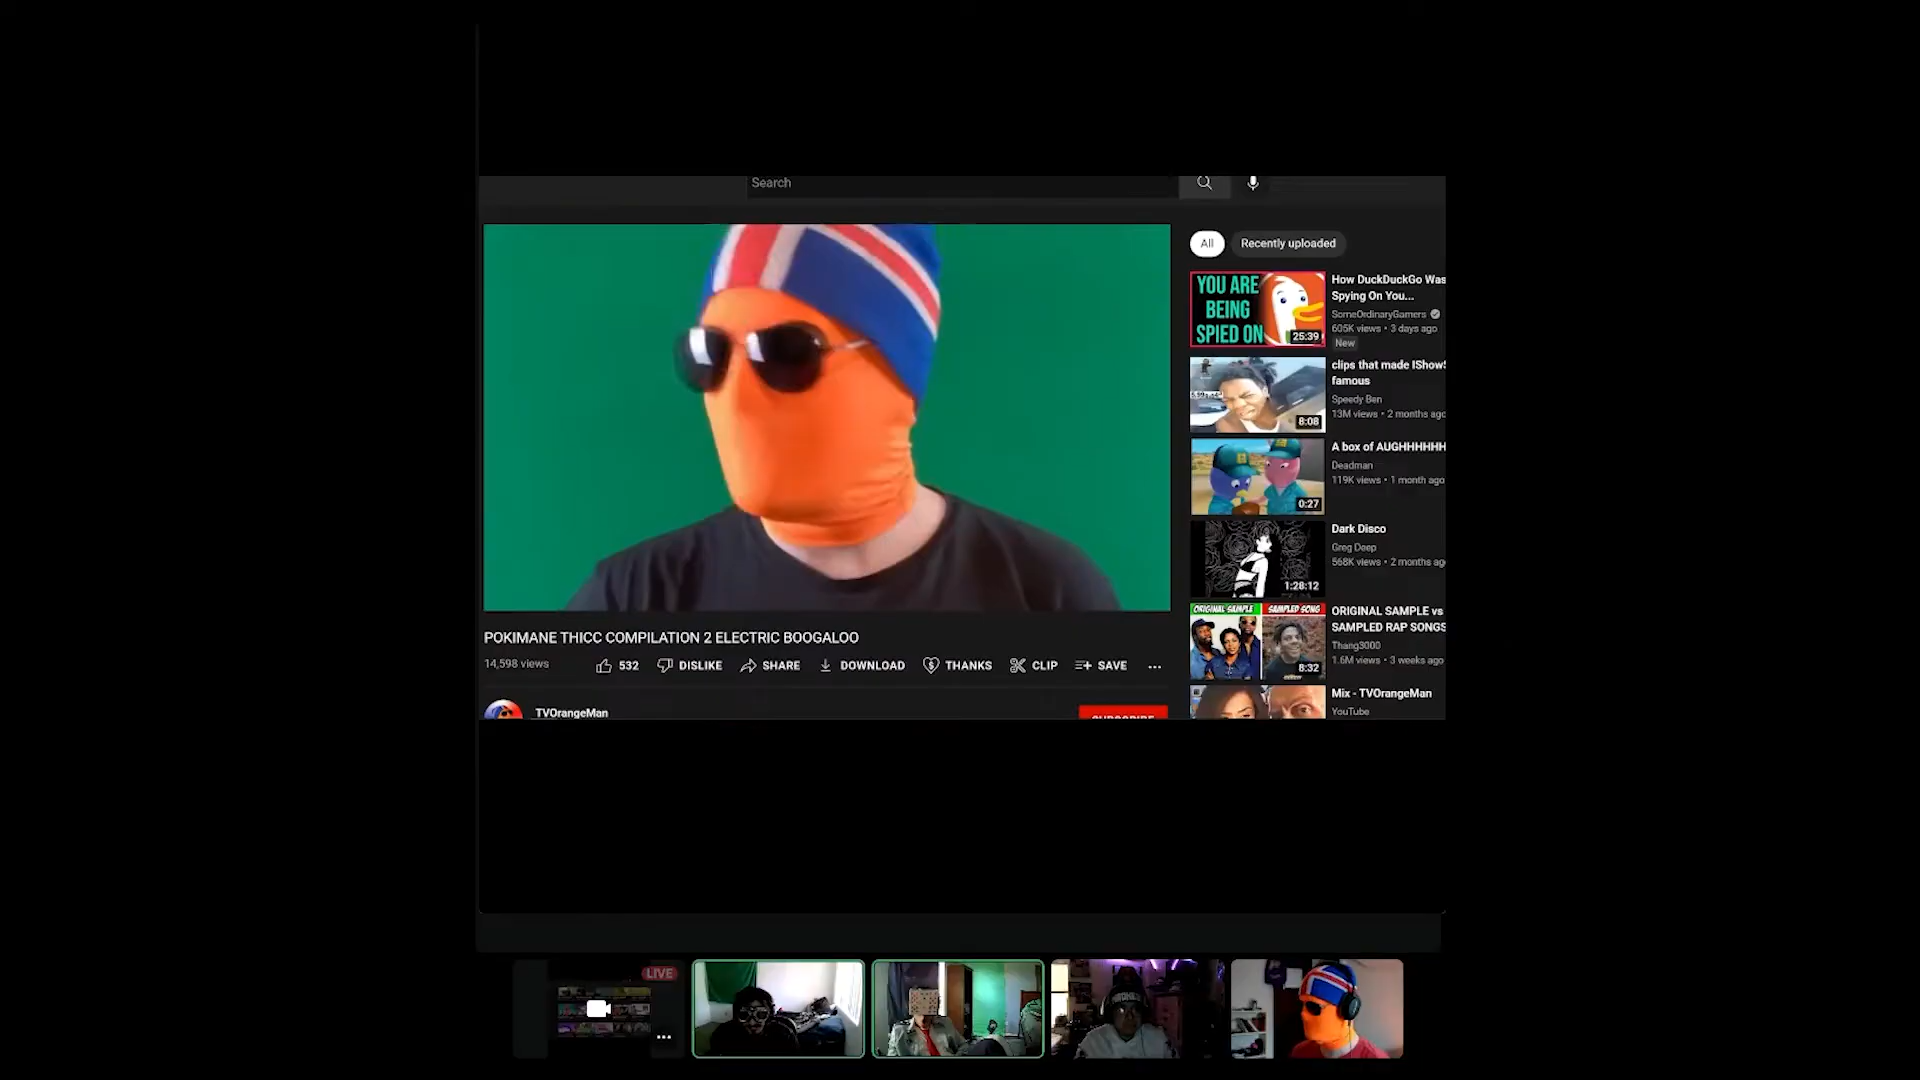 Search
All
Recently uploaded
YOU ARE
BEING
SPIED ON
25:39
How DuckDuckGo Was
Spying On You...
SomeOrdinaryGamers
605K views • 3 days ago
New
8:08
clips that made IShowS
famous
Speedy Ben
13M views • 2 months ago
0:27
A box of AUGHHHHHH
Deadman
119K views • 1 month ago
1:28:12
Dark Disco
Greg Deep
568K views • 2 months ag
ORIGINAL SAMPLE
SAMPLED SONG
8:32
ORIGINAL SAMPLE vs
SAMPLED RAP SONGS
Thang3000
1.6M views • 3 weeks ago
Mix - TVOrangeMan
YouTube
POKIMANE THICC COMPILATION 2 ELECTRIC BOOGALOO
14,598 views
532
DISLIKE
SHARE
DOWNLOAD
THANKS
CLIP
SAVE
TVOrangeMan
SUBSCRIBE
LIVE